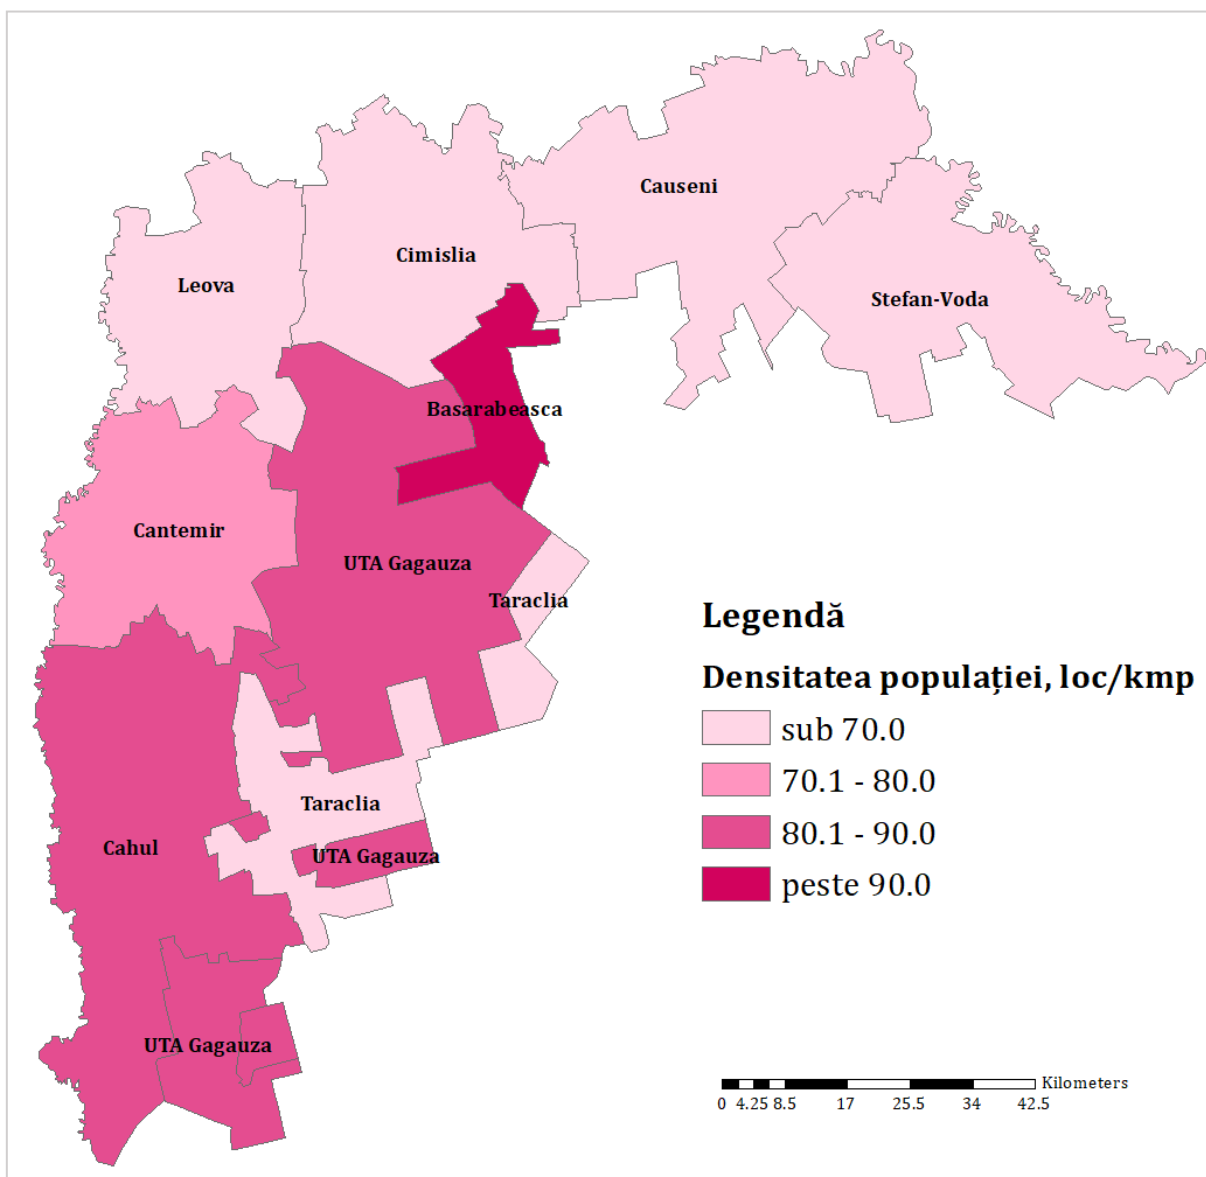 Causeni
Cimislia
Leova
Stefan-Voda
Basarabeasca
Cantemir
UTA Gagauza
Taraclia
Taraclia
Cahul
UTA Gagauza
UTA Gagauza
Legendă
Densitatea populației, loc/kmp
sub 70.0
70.1 - 80.0
80.1 - 90.0
peste 90.0
Kilometers
0 4.25 8.5 17 25.5 34 42.5